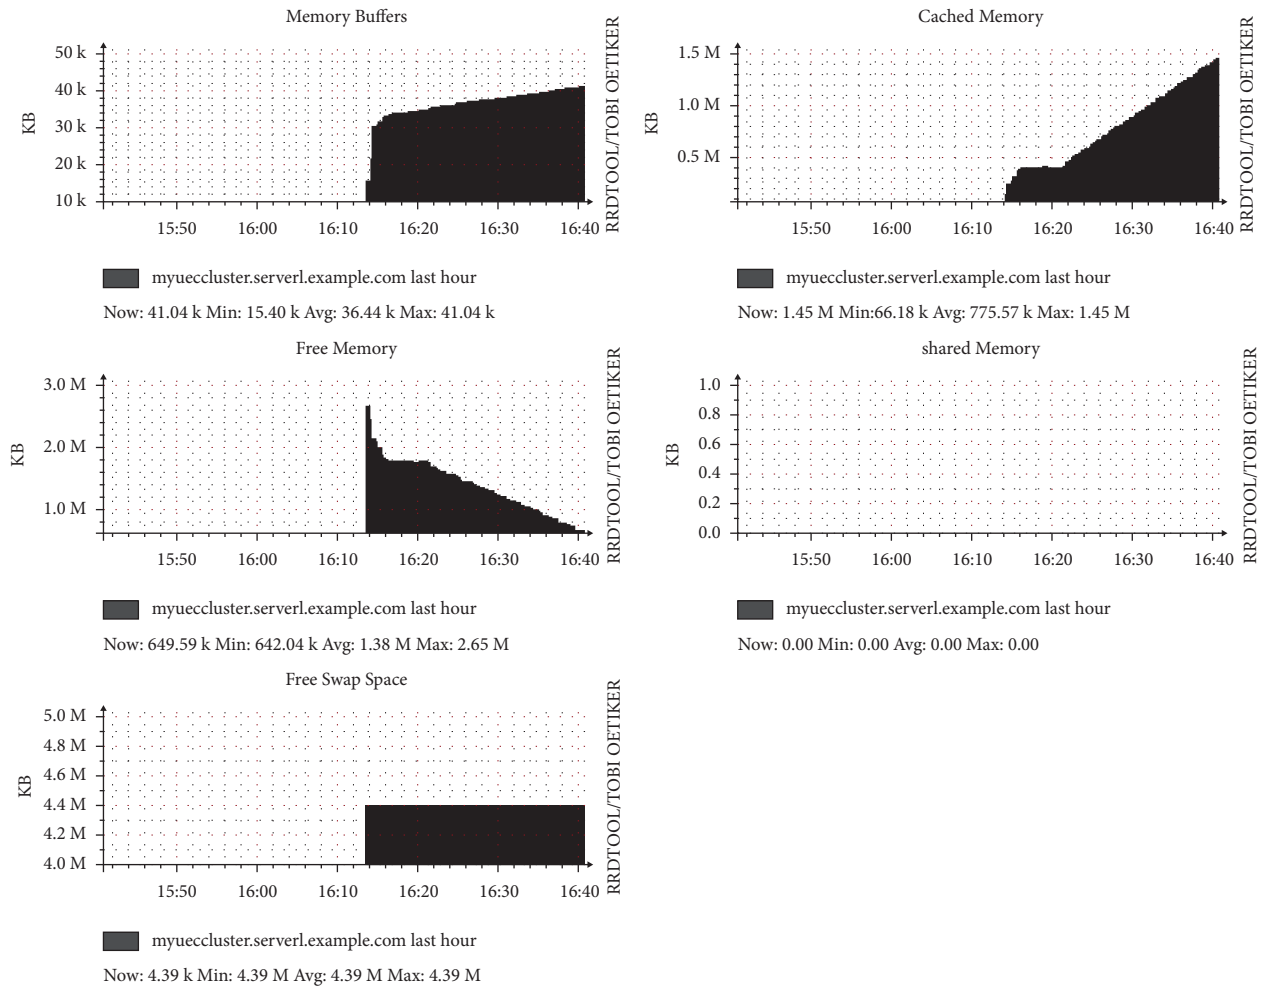 Memory Buffers
50 k
40 k
30 k
20 k
10 k
KB
15:50 16:00 16:10 16:20 16:30 16:40
RRDTOOL/TOBI OETIKER
myueccluster.serverl.example.com last hour
Now: 41.04 k Min: 15.40 k Avg: 36.44 k Max: 41.04 k
Cached Memory
1.5 M
1.0 M
0.5 M
KB
15:50 16:00 16:10 16:20 16:30 16:40
RRDTOOL/TOBI OETIKER
myueccluster.serverl.example.com last hour
Now: 1.45 M Min:66.18 k Avg: 775.57 k Max: 1.45 M
Free Memory
3.0 M
2.0 M
1.0 M
KB
15:50 16:00 16:10 16:20 16:30 16:40
RRDTOOL/TOBI OETIKER
myueccluster.serverl.example.com last hour
Now: 649.59 k Min: 642.04 k Avg: 1.38 M Max: 2.65 M
shared Memory
1.0
0.8
0.6
0.4
0.2
0.0
KB
15:50 16:00 16:10 16:20 16:30 16:40
RRDTOOL/TOBI OETIKER
myueccluster.serverl.example.com last hour
Now: 0.00 Min: 0.00 Avg: 0.00 Max: 0.00
Free Swap Space
5.0 M
4.8 M
4.6 M
4.4 M
4.2 M
4.0 M
KB
15:50 16:00 16:10 16:20 16:30 16:40
RRDTOOL/TOBI OETIKER
myueccluster.serverl.example.com last hour
Now: 4.39 k Min: 4.39 M Avg: 4.39 M Max: 4.39 M